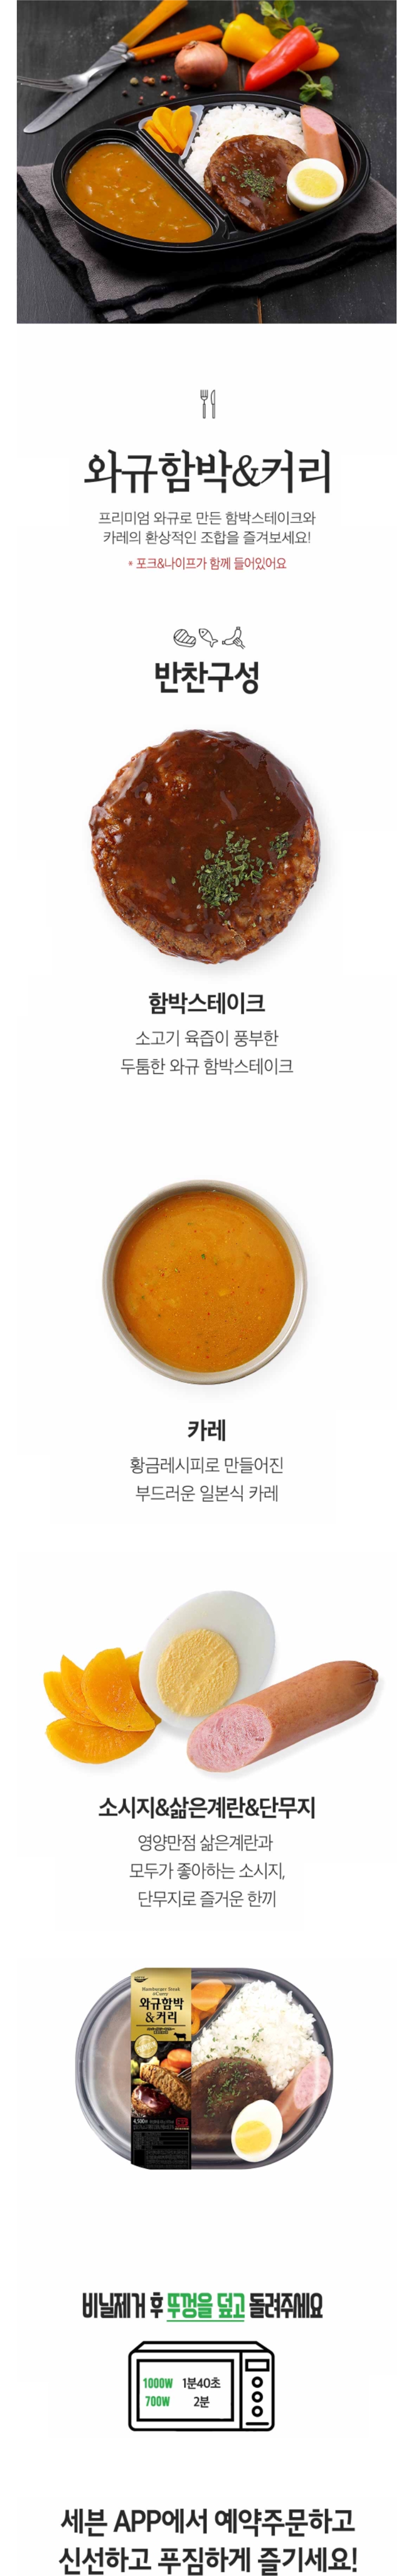 와규함박&커리
프리미엄 와규로 만든 함박스테이크와
카레의 환상적인 조합을 즐겨보세요!
* 포크&나이프가 함께 들어있어요
반찬구성
함박스테이크
소고기 육즙이 풍부한
두툼한 와규 함박스테이크
카레
황금레시피로 만들어진
부드러운 일본식 카레
소시지&삶은계란&단무지
영양만점 삶은계란과
모두가 좋아하는 소시지,
단무지로 즐거운 한끼
Hamburger Steak
&Curry
와규함박
&커리
4,500
비닐제거 후 뚜껑을 덮고 돌려주세요
1000W 1분40초
700W 2분
세븐 APP에서 예약주문하고
신선하고 푸짐하게 즐기세요!